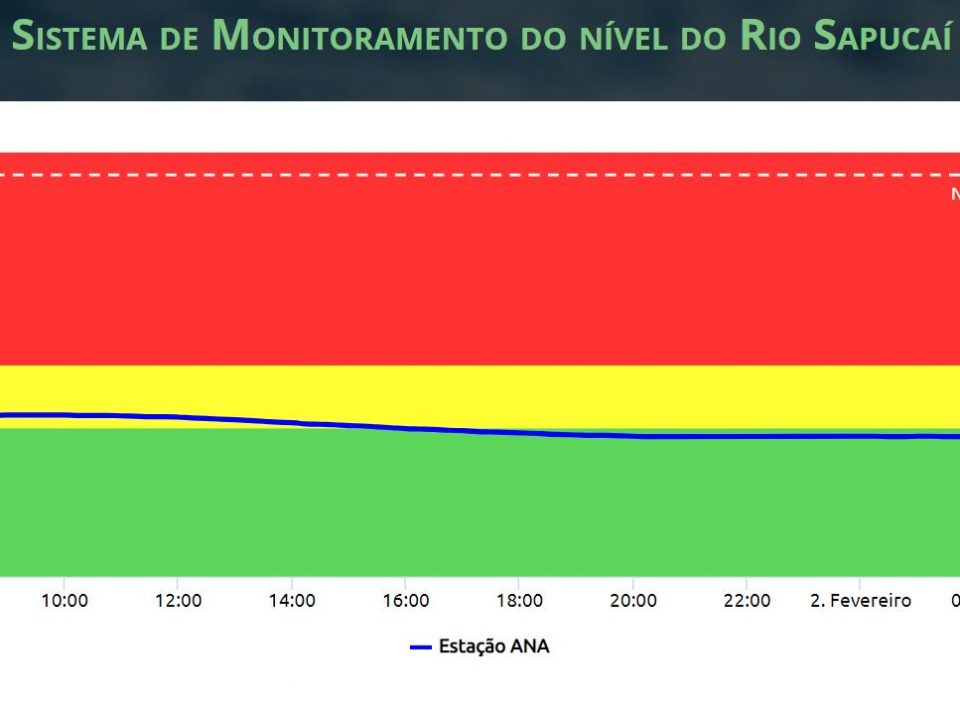 Sistema de Monitoramento do nível do Rio Sapucaí
10:00 12:00 14:00 16:00 18:00 20:00 22:00 2. Fevereiro
Estação ANA